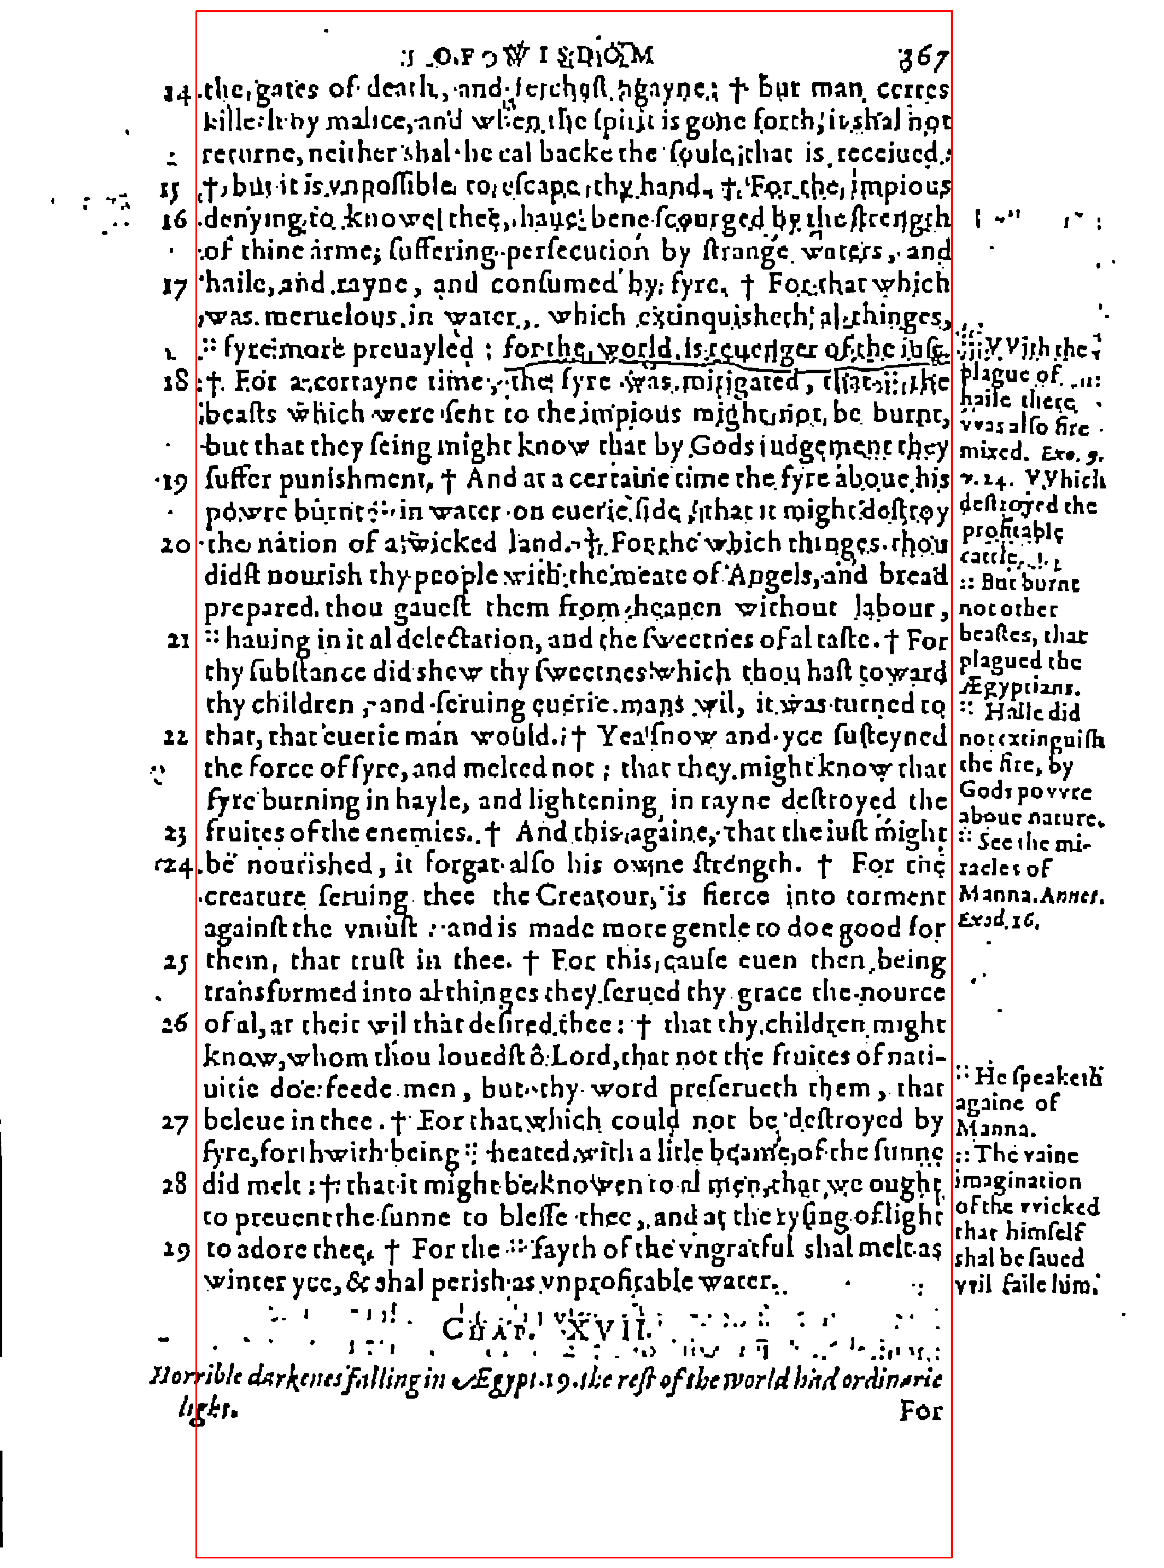 OF WISDOM 367
14 the gates of death, and fetchest agayne; † but man certes
killeth by malice, and when the spirit is gone forth, it shal not
returne, neither shal he cal backe the soule that is receiued:
15 †, but it is vnpossible to escape thy hand. † For the impious
16 denying to know thee, haue bene scourged by the strength
of thine arme; suffering persecution by strange waters, and
17 haile, and rayne, and consumed by fyre. † For that which
was meruelous in water, which extinquisheth al thinges,
:: fyre more preuayled: for the world is reuenger of the iust.
18 † For a certayne time, the fyre was mitigated, that the
beasts which were sent to the impious might not be burnt,
but that they seing might know that by Gods iudgement they
19 suffer punishment, † And at a certaine time the fyre aboue his
powre burnt :: in water on euerie side, that it might destroy
20 the nation of a wicked land. † For the which thinges thou
didst nourish thy people with the meate of Angels, and bread
prepared thou gauest them from heauen without labour,
21 :: hauing in it al delectation, and the sweetnes of al taste. † For
thy substance did shew thy sweetnes which thou hast toward
thy children, and seruing euerie mans wil, it was turned to
22 that, that euerie man would. † Yea snow and yce susteyned
the force of fyre, and melted not; that they might know that
fyre burning in hayle, and lightening in rayne destroyed the
23 fruites of the enemies. † And this againe, that the iust might
24 be nourished, it forgat also his owne strength. † For the
creature seruing thee the Creatour, is fierce into torment
against the vniust: and is made more gentle to doe good for
25 them, that trust in thee. † For this cause euen then being
transformed into al thinges they serued thy grace the nource
26 of al, at their wil that desired thee: † that thy children might
know, whom thou louedst ô Lord, that not the fruites of nati-
uitie doe feede men, but thy word preserueth them, that
27 beleue in thee. † For that which could not be destroyed by
fyre, forthwith being :: heated with a litle beame of the sunne
28 did melt: † that it might be knowen to al men, that we ought
to preuent the sunne to blesse thee, and at the rysing of light
29 to adore thee. † For the :: fayth of the vngratful shal melt as
winter yce, & shal perish as vnprofitable water.
:: VVith the
plague of
haile there
vvas also fire
mixed. Exo. 9.
v. 24. VVhich
destroyed the
profitable
cattle.
:: But burnt
not other
beastes, that
plagued the
Ægyptians.
:: Haile did
not extinguish
the fire, by
Gods povvre
aboue nature.
:: See the mi-
racles of
Manna. Annot.
Exod. 16.
:: He speaketh
againe of
Manna.
:: The vaine
imagination
of the vvicked
that himself
shal be saued
vvil faile him.
CHAP. XVII.
Horrible darkenes falling in Ægypt. 19. the rest of the world had ordinarie
light.
For